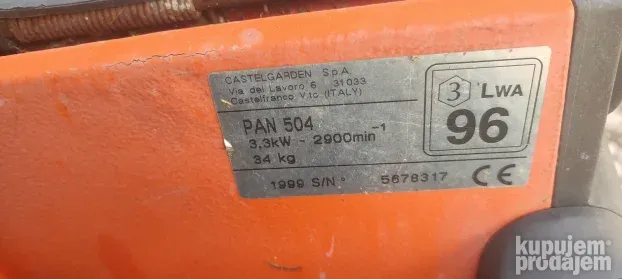 CASTELGARDEN S.p.A.
Via del Lavoro 6 31033
Castelfranco V.to (ITALY)
PAN 504
3.3kW - 2900min-1
34 kg
1999 S/N° 5678317 CE
3 LWA
96
kupujem
prodajem